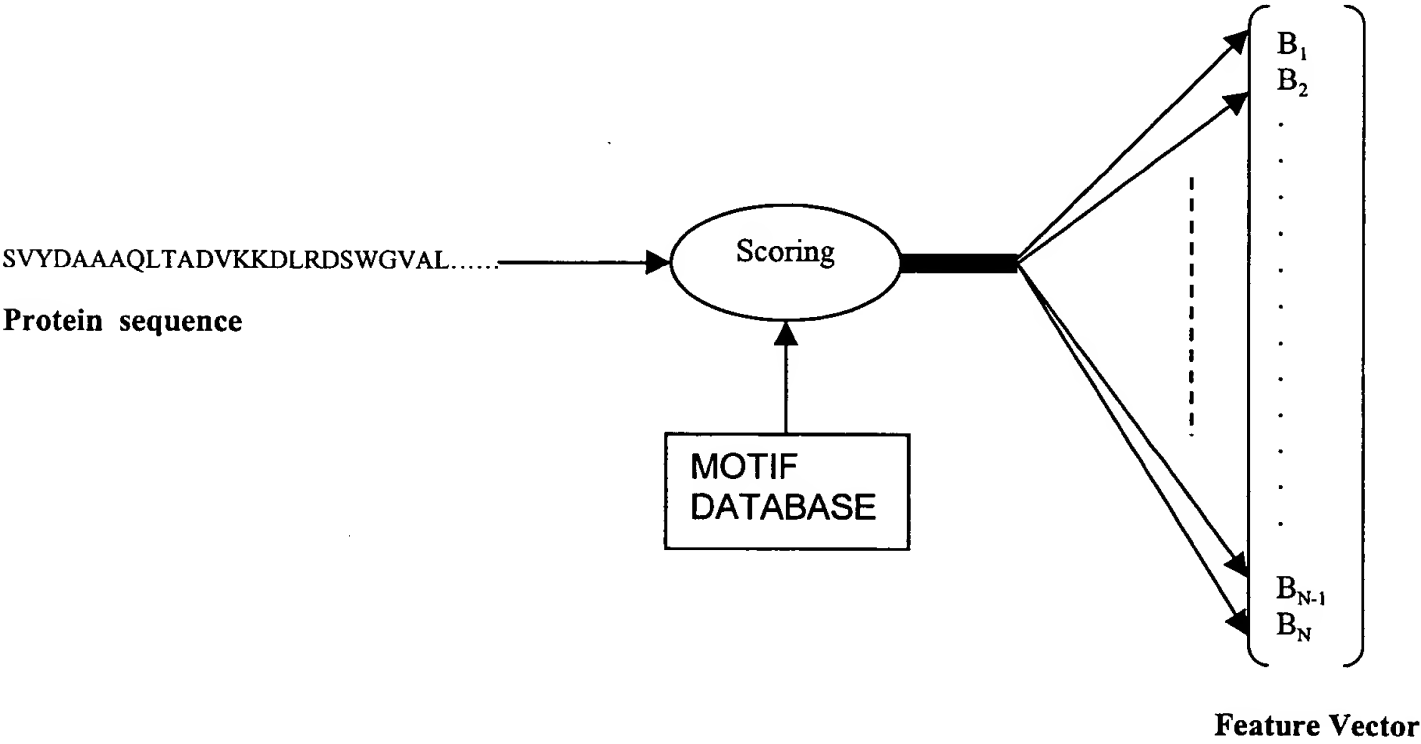 SVYDAAAQLTADVKKDLRDSWGVAL......
Protein sequence
Scoring
MOTIF
DATABASE
B₁
B₂
.
.
.
.
.
.
.
.
.
.
.
.
Bₙ₋₁
Bₙ
Feature Vector